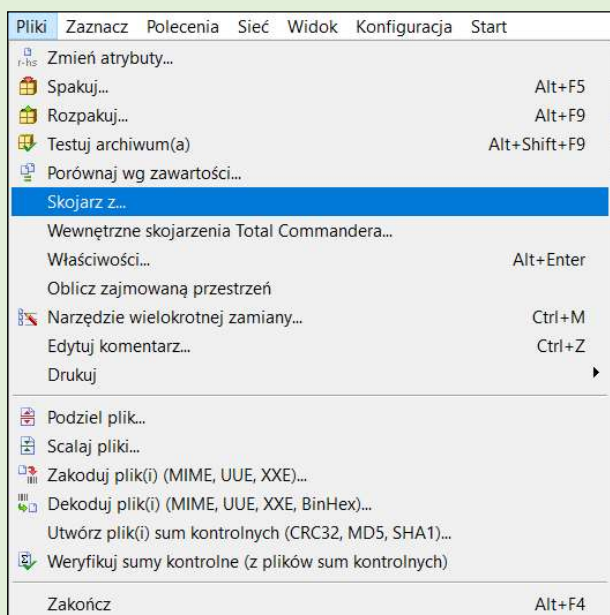 Pliki Zaznacz Polecenia Sieć Widok Konfiguracja Start
r-hs Zmień atrybuty...
Spakuj... Alt+F5
Rozpakuj... Alt+F9
Testuj archiwum(a) Alt+Shift+F9
Porównaj wg zawartości...
Skojarz z...
Wewnętrzne skojarzenia Total Commandera...
Właściwości... Alt+Enter
Oblicz zajmowaną przestrzeń
Narzędzie wielokrotnej zamiany... Ctrl+M
Edytuj komentarz... Ctrl+Z
Drukuj
Podziel plik...
Scalaj pliki...
Zakoduj plik(i) (MIME, UUE, XXE)...
Dekoduj plik(i) (MIME, UUE, XXE, BinHex)...
Utwórz plik(i) sum kontrolnych (CRC32, MD5, SHA1)...
Weryfikuj sumy kontrolne (z plików sum kontrolnych)
Zakończ Alt+F4